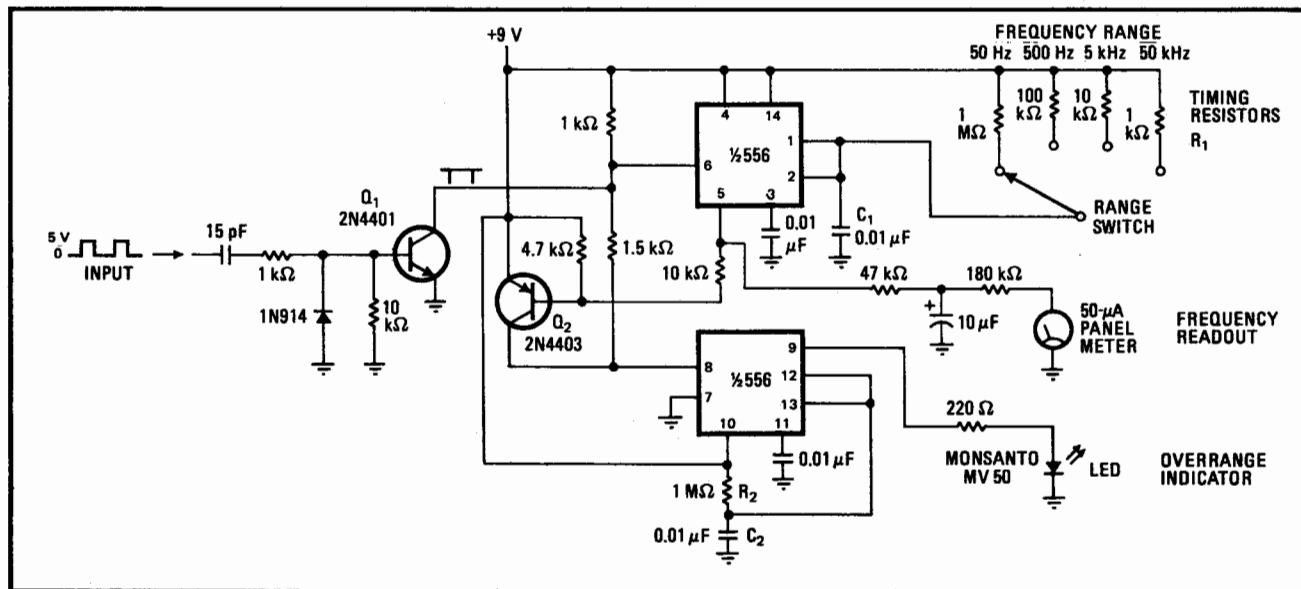 +9 V
FREQUENCY RANGE
50 Hz 500 Hz 5 kHz 50 kHz
1 MΩ
100 kΩ
10 kΩ
1 kΩ
TIMING
RESISTORS
R1
1 kΩ
4
14
½556
1
2
6
5
3
0.01 µF
C1
0.01 µF
RANGE
SWITCH
Q1
2N4401
5 V
0
INPUT
15 pF
1 kΩ
1N914
10 kΩ
4.7 kΩ
1.5 kΩ
10 kΩ
Q2
2N4403
47 kΩ
180 kΩ
+
10 µF
50-µA
PANEL
METER
FREQUENCY
READOUT
8
7
½556
9
12
13
10
11
0.01 µF
220 Ω
MONSANTO
MV 50
LED
OVERRANGE
INDICATOR
1 MΩ
R2
0.01 µF
C2